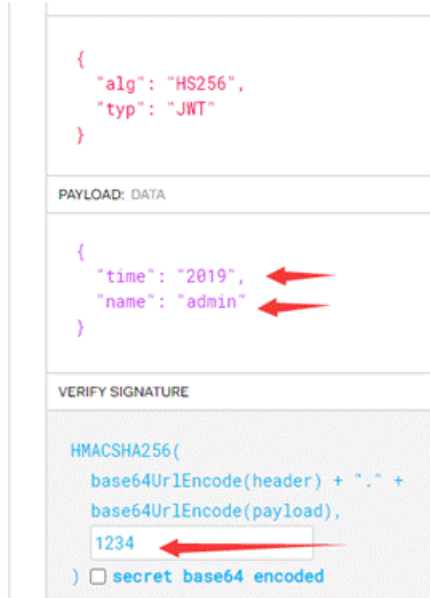 {
"alg": "HS256",
"typ": "JWT"
}
PAYLOAD: DATA
{
"time": "2019",
"name": "admin"
}
VERIFY SIGNATURE
HMACSHA256(
base64UrlEncode(header) + "." +
base64UrlEncode(payload),
1234
) secret base64 encoded